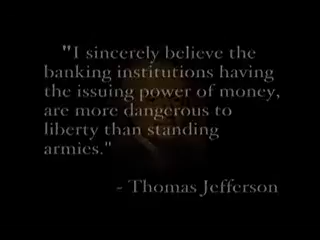 "I sincerely believe the
banking institutions having
the issuing power of money,
are more dangerous to
liberty than standing
armies."
- Thomas Jefferson